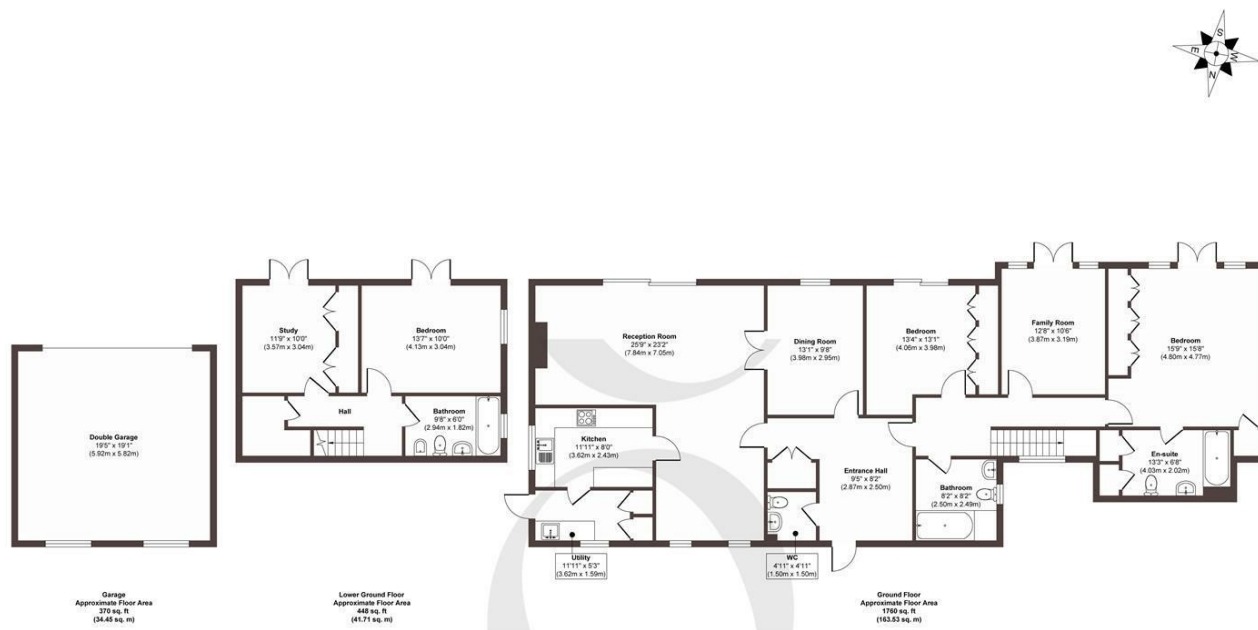 S
E
W
N
Study
11'9" x 10'0"
(3.57m x 3.04m)
Bedroom
13'7" x 10'0"
(4.13m x 3.04m)
Hall
Bathroom
9'8" x 6'0"
(2.94m x 1.82m)
Double Garage
19'5" x 19'1"
(5.92m x 5.82m)
Reception Room
25'9" x 23'2"
(7.84m x 7.05m)
Dining Room
13'1" x 9'8"
(3.98m x 2.95m)
Bedroom
13'4" x 13'1"
(4.06m x 3.98m)
Family Room
12'8" x 10'6"
(3.87m x 3.19m)
Bedroom
15'9" x 15'8"
(4.80m x 4.77m)
Kitchen
11'11" x 8'0"
(3.62m x 2.43m)
Entrance Hall
9'5" x 8'2"
(2.87m x 2.50m)
Bathroom
8'2" x 8'2"
(2.50m x 2.49m)
En-suite
13'3" x 6'8"
(4.03m x 2.02m)
Utility
11'11" x 5'3"
(3.62m x 1.59m)
WC
4'11" x 4'11"
(1.50m x 1.50m)
Garage
Approximate Floor Area
370 sq. ft
(34.45 sq. m)
Lower Ground Floor
Approximate Floor Area
448 sq. ft
(41.71 sq. m)
Ground Floor
Approximate Floor Area
1760 sq. ft
(163.53 sq. m)